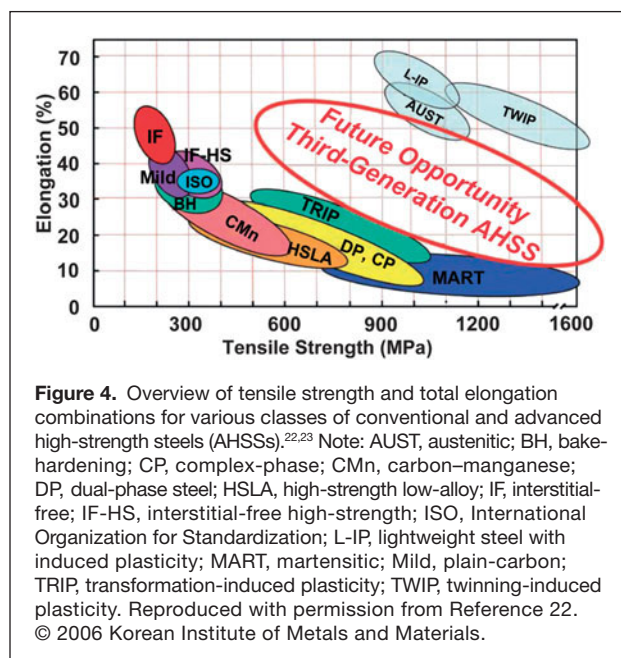 70
60
50
40
30
20
10
0
Elongation (%)
L-IP
AUST
TWIP
Future Opportunity
Third-Generation AHSS
IF
IF-HS
Mild
ISO
BH
CMn
TRIP
HSLA
DP, CP
MART
0 300 600 900 1200 1600
Tensile Strength (MPa)
Figure 4. Overview of tensile strength and total elongation
combinations for various classes of conventional and advanced
high-strength steels (AHSSs).22,23 Note: AUST, austenitic; BH, bake-
hardening; CP, complex-phase; CMn, carbon–manganese;
DP, dual-phase steel; HSLA, high-strength low-alloy; IF, interstitial-
free; IF-HS, interstitial-free high-strength; ISO, International
Organization for Standardization; L-IP, lightweight steel with
induced plasticity; MART, martensitic; Mild, plain-carbon;
TRIP, transformation-induced plasticity; TWIP, twinning-induced
plasticity. Reproduced with permission from Reference 22.
© 2006 Korean Institute of Metals and Materials.